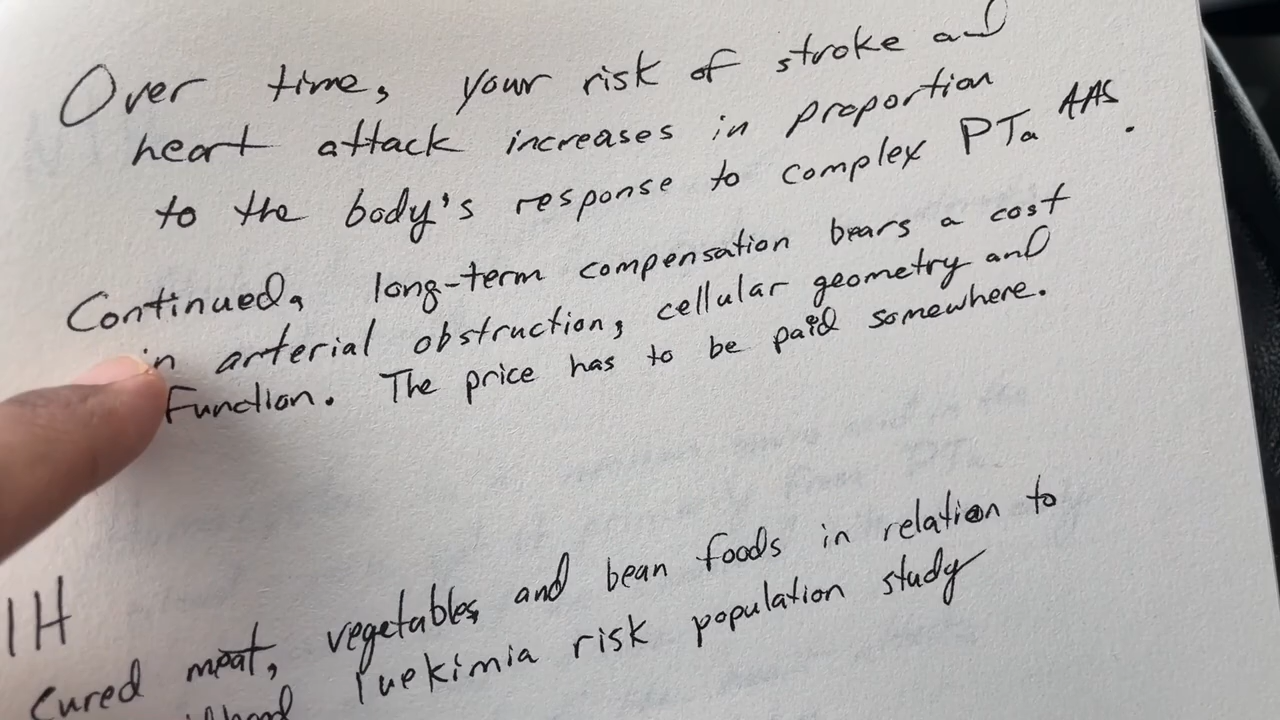 Over time, your risk of stroke and
heart attack increases in proportion
to the body's response to complex PTa AAS.
Continued, long-term compensation bears a cost
in arterial obstruction, cellular geometry and
Function. The price has to be paid somewhere.
1H
Cured meat, vegetables, and bean foods in relation to
luekimia risk population study